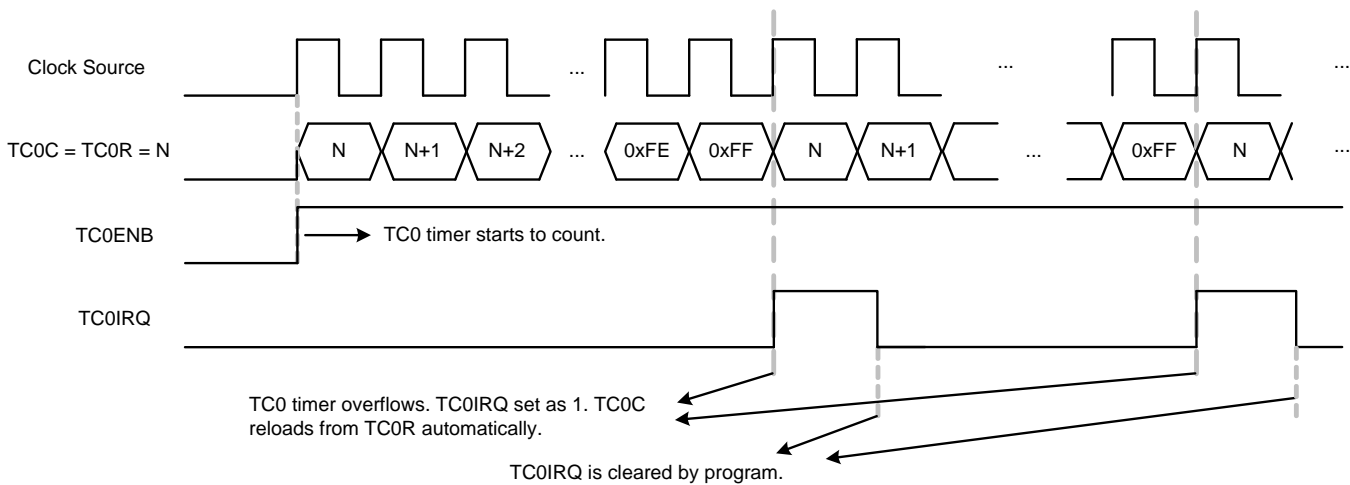 Clock Source
...
...
...
TC0C = TC0R = N
N
N+1
N+2
...
0xFE
0xFF
N
N+1
...
0xFF
N
...
TC0ENB
TC0 timer starts to count.
TC0IRQ
TC0 timer overflows. TC0IRQ set as 1. TC0C
reloads from TC0R automatically.
TC0IRQ is cleared by program.